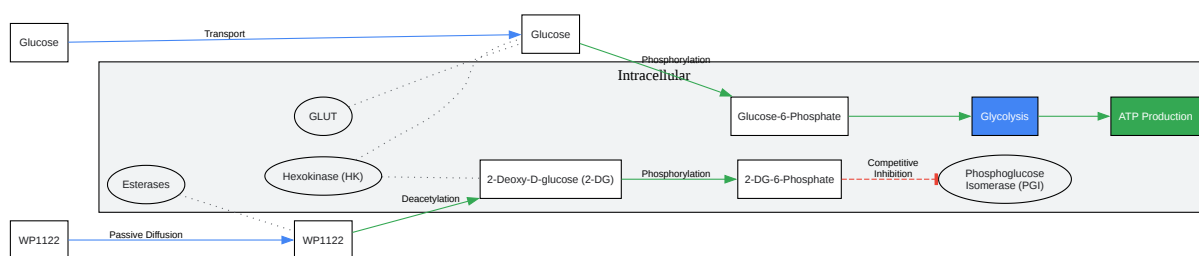 Glucose
Transport
Glucose
Phosphorylation
Intracellular
GLUT
Glucose-6-Phosphate
Glycolysis
ATP Production
Esterases
Hexokinase (HK)
2-Deoxy-D-glucose (2-DG)
Phosphorylation
2-DG-6-Phosphate
Competitive
Inhibition
Phosphoglucose
Isomerase (PGI)
Deacetylation
WP1122
Passive Diffusion
WP1122